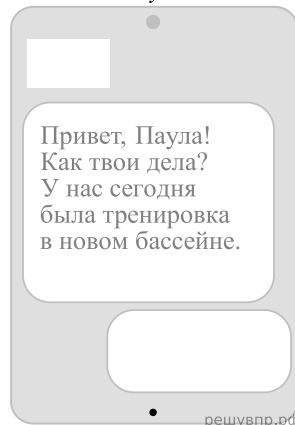 Привет, Паула!
Как твои дела?
У нас сегодня
была тренировка
в новом бассейне.
решувпр.рф